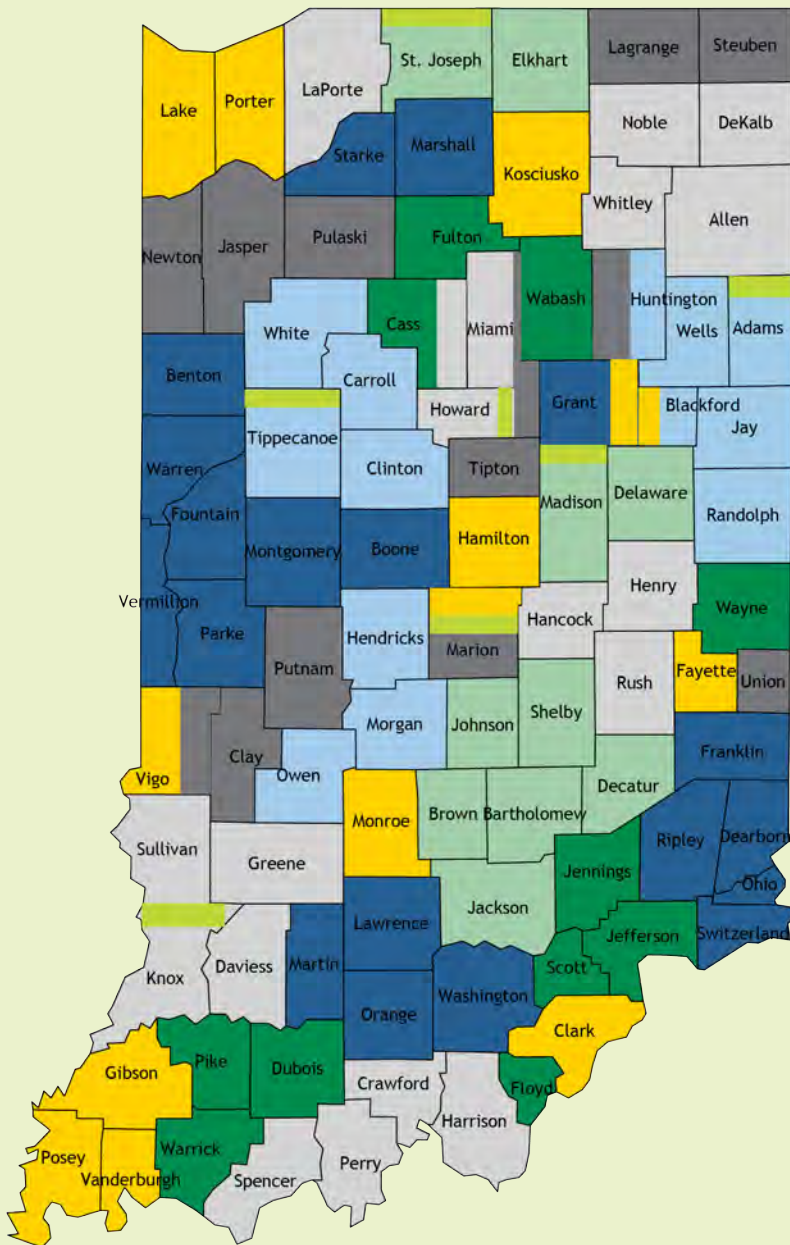 St. Joseph
Elkhart
Lagrange
Steuben
LaPorte
Lake
Porter
Noble
DeKalb
Starke
Marshall
Kosciusko
Whitley
Allen
Newton
Jasper
Pulaski
Fulton
White
Cass
Miami
Wabash
Huntington
Wells
Adams
Benton
Carroll
Howard
Grant
Blackford
Jay
Tippecanoe
Warren
Clinton
Tipton
Madison
Delaware
Randolph
Fountain
Montgomery
Boone
Hamilton
Vermillion
Parke
Hendricks
Marion
Hancock
Henry
Wayne
Putnam
Rush
Fayette
Union
Vigo
Clay
Owen
Morgan
Johnson
Shelby
Franklin
Decatur
Sullivan
Greene
Monroe
Brown
Bartholomew
Ripley
Dearborn
Ohio
Jennings
Jackson
Lawrence
Switzerland
Jefferson
Knox
Daviess
Martin
Scott
Orange
Washington
Clark
Gibson
Pike
Dubois
Crawford
Floyd
Harrison
Posey
Vanderburgh
Warrick
Spencer
Perry